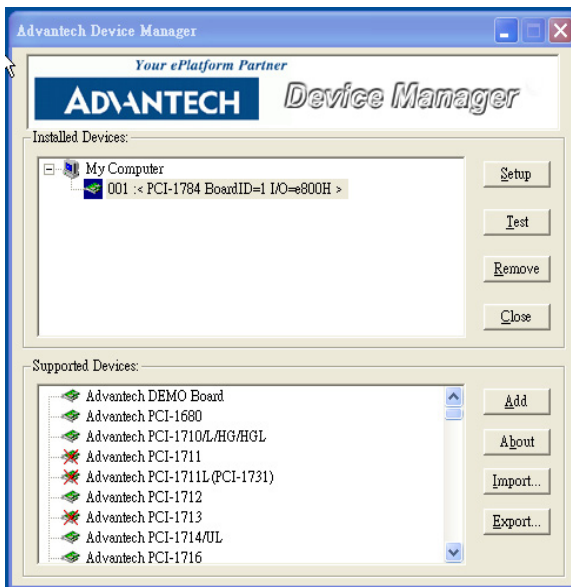 Advantech Device Manager
Your ePlatform Partner
ADVANTECH Device Manager
Installed Devices:
My Computer
001 :< PCI-1784 BoardID=1 I/O=e800H >
Setup
Test
Remove
Close
Supported Devices:
Advantech DEMO Board
Advantech PCI-1680
Advantech PCI-1710/L/HG/HGL
Advantech PCI-1711
Advantech PCI-1711L(PCI-1731)
Advantech PCI-1712
Advantech PCI-1713
Advantech PCI-1714/UL
Advantech PCI-1716
Add
About
Import...
Export...